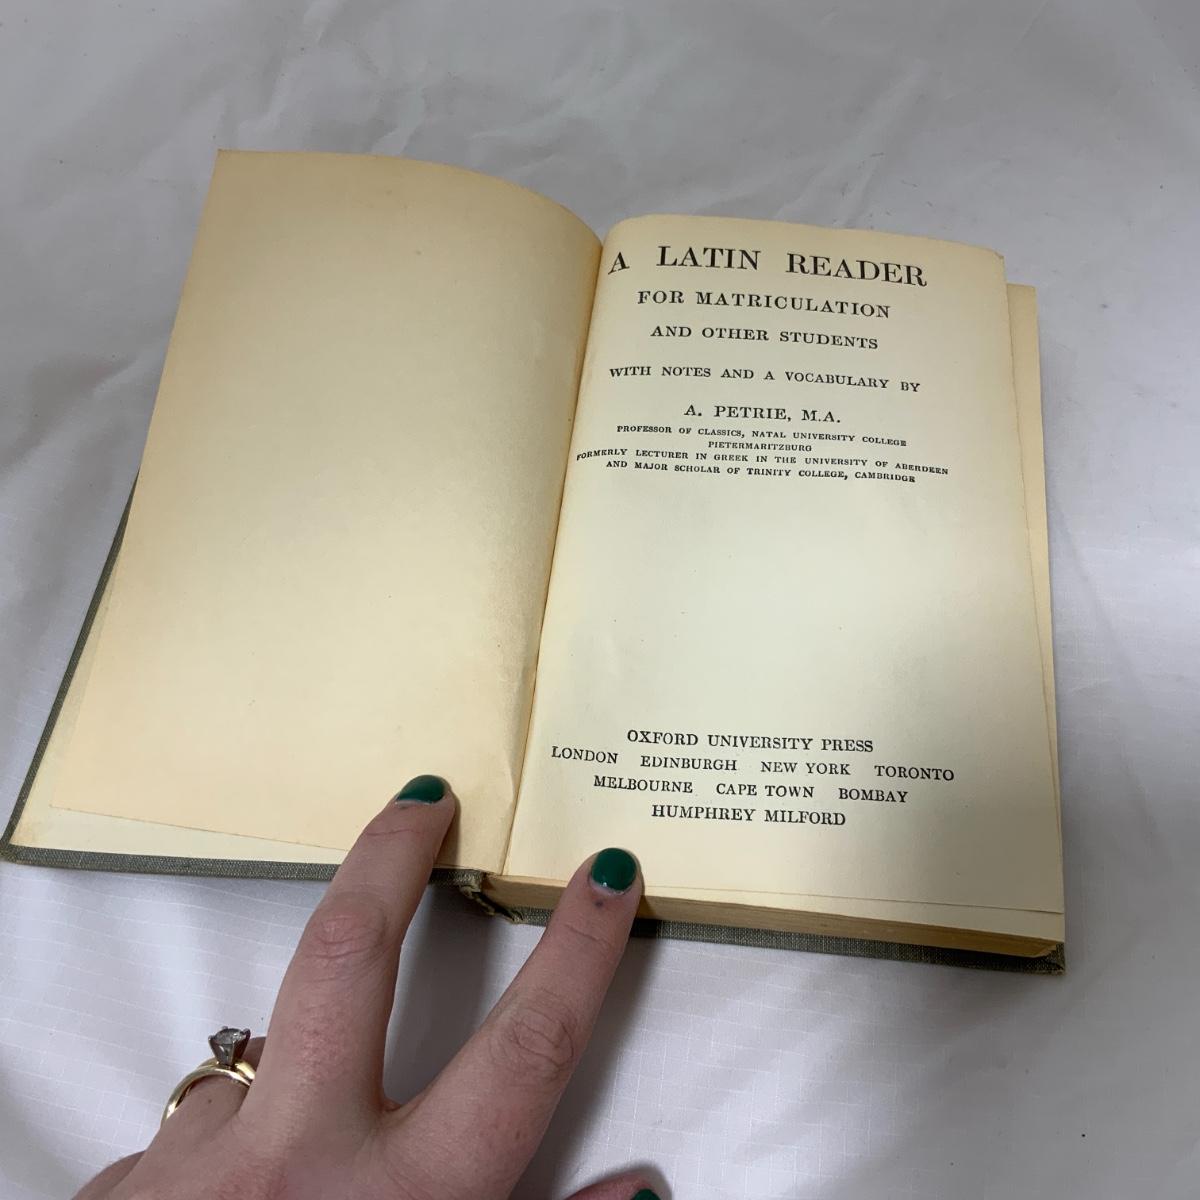 A LATIN READER
FOR MATRICULATION
AND OTHER STUDENTS
WITH NOTES AND A VOCABULARY BY
A. PETRIE, M.A.
PROFESSOR OF CLASSICS, NATAL UNIVERSITY COLLEGE
PIETERMARITZBURG
FORMERLY LECTURER IN GREEK IN THE UNIVERSITY OF ABERDEEN
AND MAJOR SCHOLAR OF TRINITY COLLEGE, CAMBRIDGE
OXFORD UNIVERSITY PRESS
LONDON EDINBURGH NEW YORK TORONTO
MELBOURNE CAPE TOWN BOMBAY
HUMPHREY MILFORD